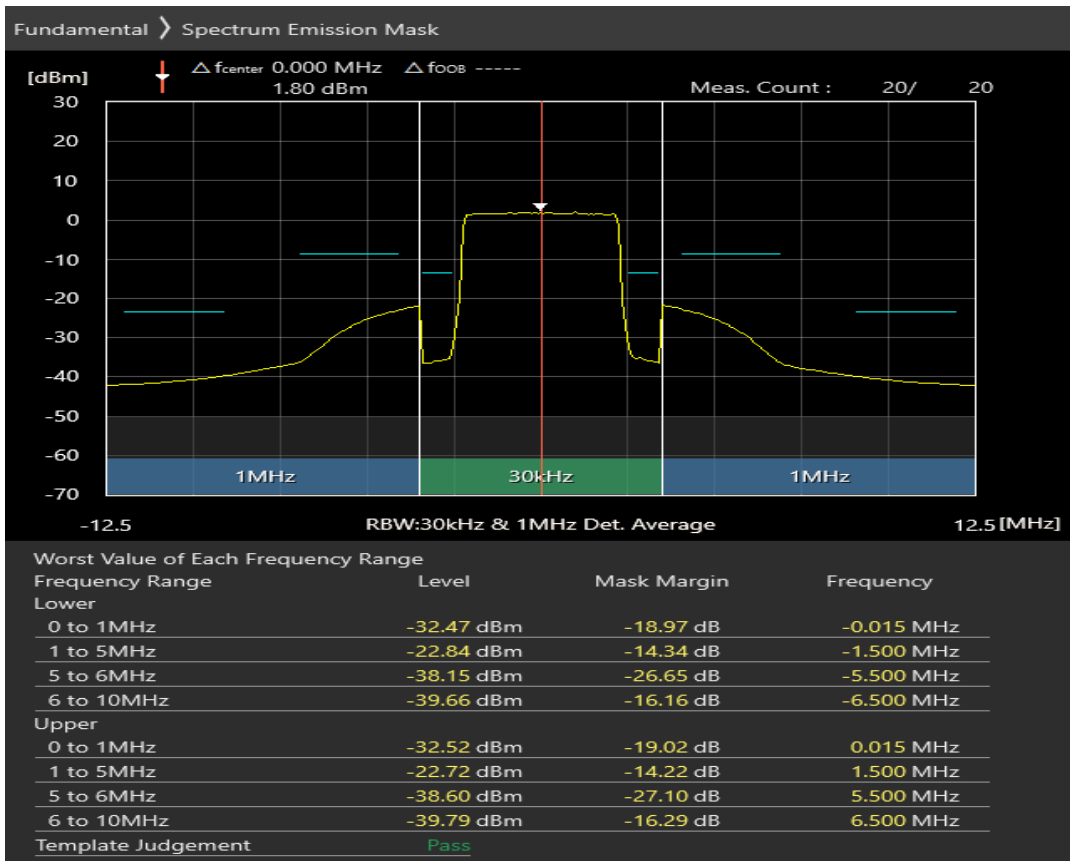 Fundamental ❯ Spectrum Emission Mask
[dBm] △ fcenter 0.000 MHz △ fOOB -----
1.80 dBm Meas. Count : 20/ 20
30
20
10
0
-10
-20
-30
-40
-50
-60
1MHz 30kHz 1MHz
-70
-12.5 RBW:30kHz & 1MHz Det. Average 12.5 [MHz]
Worst Value of Each Frequency Range
Frequency Range Level Mask Margin Frequency
Lower
0 to 1MHz -32.47 dBm -18.97 dB -0.015 MHz
1 to 5MHz -22.84 dBm -14.34 dB -1.500 MHz
5 to 6MHz -38.15 dBm -26.65 dB -5.500 MHz
6 to 10MHz -39.66 dBm -16.16 dB -6.500 MHz
Upper
0 to 1MHz -32.52 dBm -19.02 dB 0.015 MHz
1 to 5MHz -22.72 dBm -14.22 dB 1.500 MHz
5 to 6MHz -38.60 dBm -27.10 dB 5.500 MHz
6 to 10MHz -39.79 dBm -16.29 dB 6.500 MHz
Template Judgement Pass